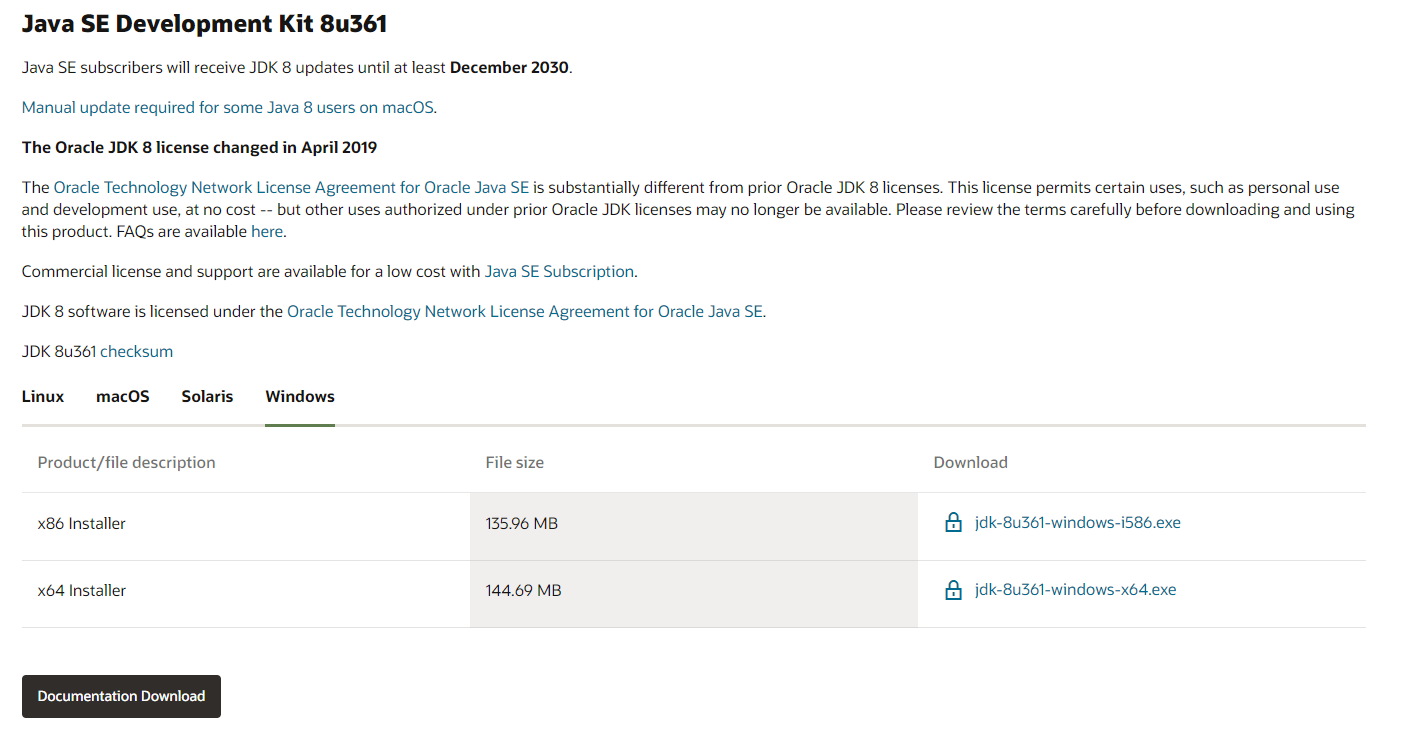 Java SE Development Kit 8u361
Java SE subscribers will receive JDK 8 updates until at least December 2030.
Manual update required for some Java 8 users on macOS.
The Oracle JDK 8 license changed in April 2019
The Oracle Technology Network License Agreement for Oracle Java SE is substantially different from prior Oracle JDK 8 licenses. This license permits certain uses, such as personal use
and development use, at no cost -- but other uses authorized under prior Oracle JDK licenses may no longer be available. Please review the terms carefully before downloading and using
this product. FAQs are available here.
Commercial license and support are available for a low cost with Java SE Subscription.
JDK 8 software is licensed under the Oracle Technology Network License Agreement for Oracle Java SE.
JDK 8u361 checksum
Linux macOS Solaris Windows
Product/file description File size Download
x86 Installer 135.96 MB jdk-8u361-windows-i586.exe
x64 Installer 144.69 MB jdk-8u361-windows-x64.exe
Documentation Download